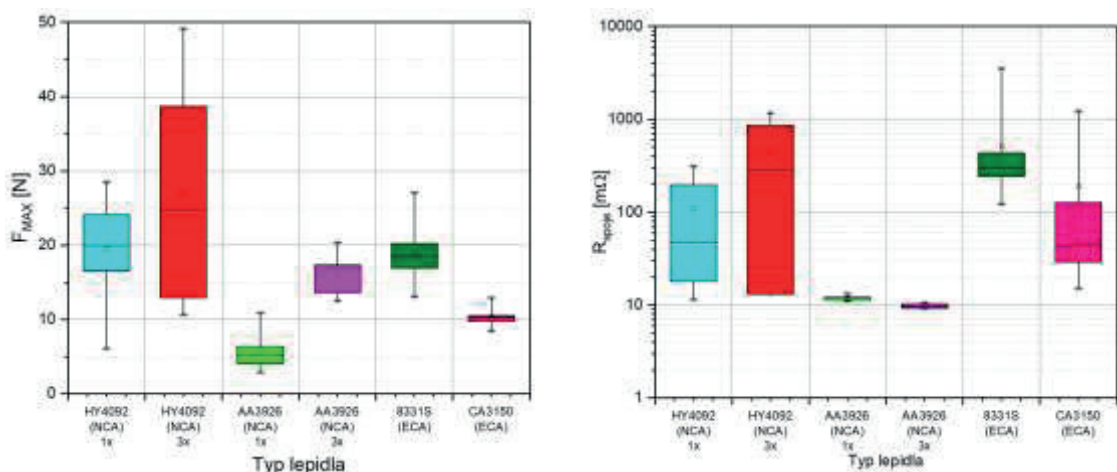 50
40
30
20
10
0
F_MAX [N]
HY4092 HY4092 AA3926 AA3926 8331S CA3150
(NCA) (NCA) (NCA) (NCA) (ECA) (ECA)
1x 3x 1x 3x
Typ lepidla
10000
1000
100
10
1
R_spoje [mΩ]
HY4092 HY4092 AA3926 AA3926 8331S CA3150
(NCA) (NCA) (NCA) (NCA) (ECA) (ECA)
1x 3x 1x 3x
Typ lepidla